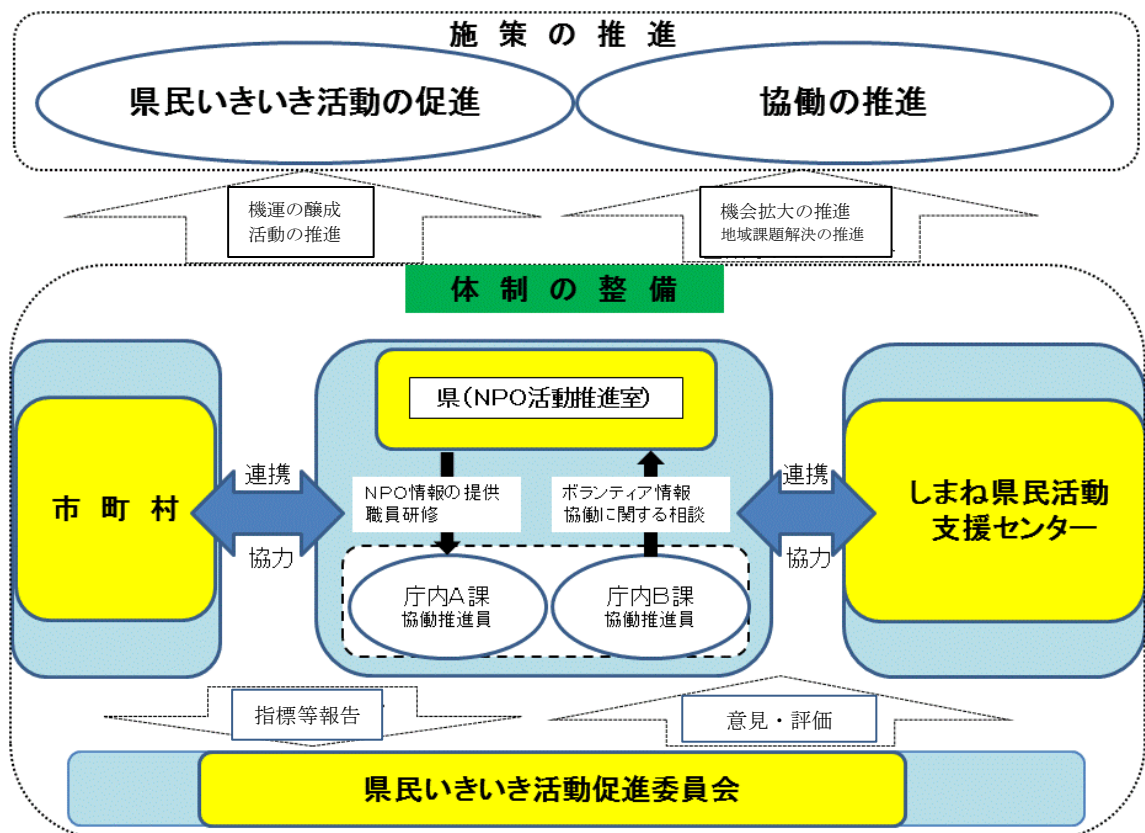 施策の推進
県民いきいき活動の促進
協働の推進
機運の醸成
活動の推進
機会拡大の推進
地域課題解決の推進
体制の整備
県(NPO活動推進室)
市町村
連携
協力
NPO情報の提供
職員研修
ボランティア情報
協働に関する相談
連携
協力
しまね県民活動
支援センター
庁内A課
協働推進員
庁内B課
協働推進員
指標等報告
意見・評価
県民いきいき活動促進委員会